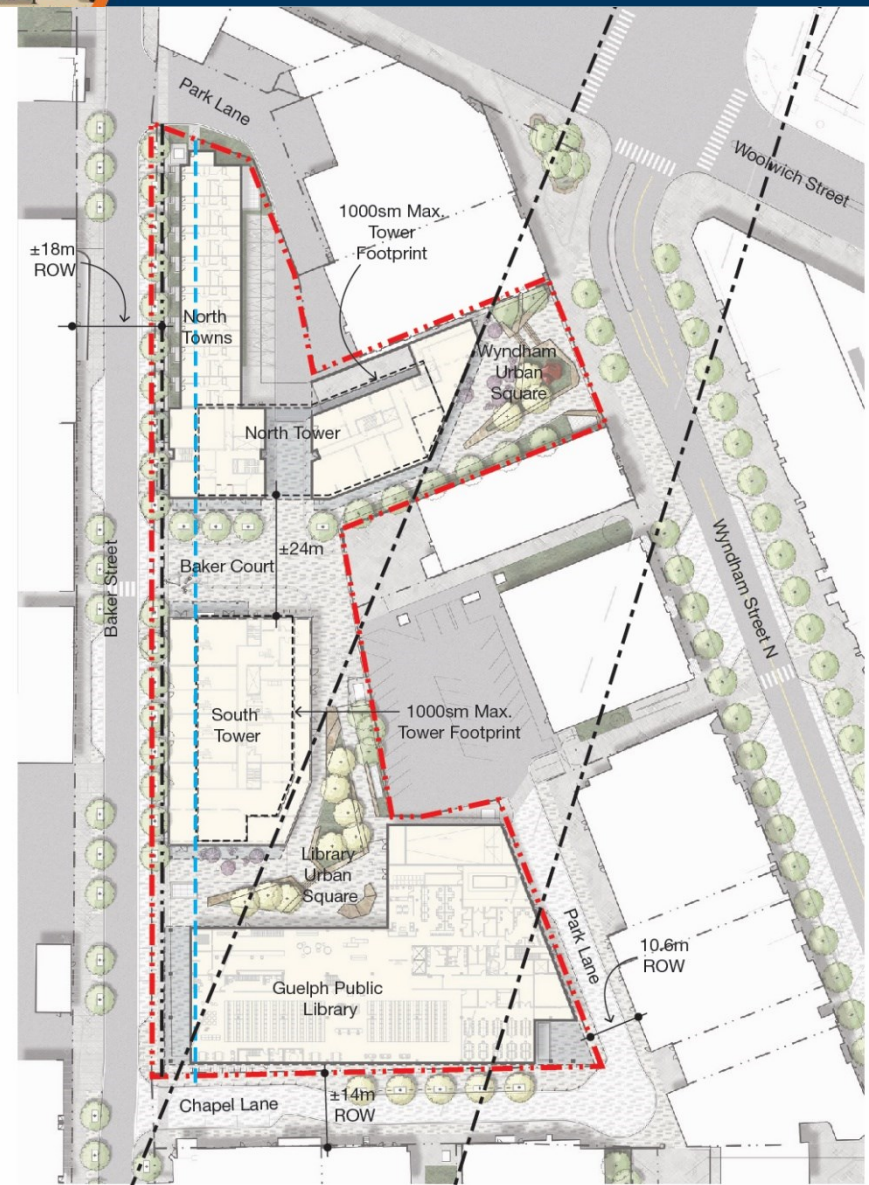 Park Lane
Woolwich Street
1000sm Max.
Tower
Footprint
±18m
ROW
North
Towns
Wyndham
Urban
Square
North Tower
±24m
Baker Court
Baker Street
Wyndham Street N
South
Tower
1000sm Max.
Tower Footprint
Library
Urban
Square
Park Lane
10.6m
ROW
Guelph Public
Library
±14m
ROW
Chapel Lane